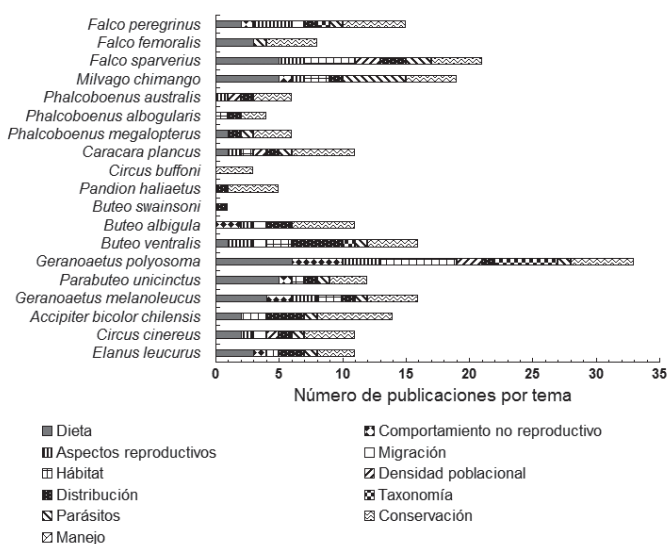 Falco peregrinus
Falco femoralis
Falco sparverius
Milvago chimango
Phalcoboenus australis
Phalcoboenus albogularis
Phalcoboenus megalopterus
Caracara plancus
Circus buffoni
Pandion haliaetus
Buteo swainsoni
Buteo albigula
Buteo ventralis
Geranoaetus polyosoma
Parabuteo unicinctus
Geranoaetus melanoleucus
Accipiter bicolor chilensis
Circus cinereus
Elanus leucurus
0 5 10 15 20 25 30 35
Número de publicaciones por tema
Dieta
Comportamiento no reproductivo
Aspectos reproductivos
Migración
Hábitat
Densidad poblacional
Distribución
Taxonomía
Parásitos
Conservación
Manejo